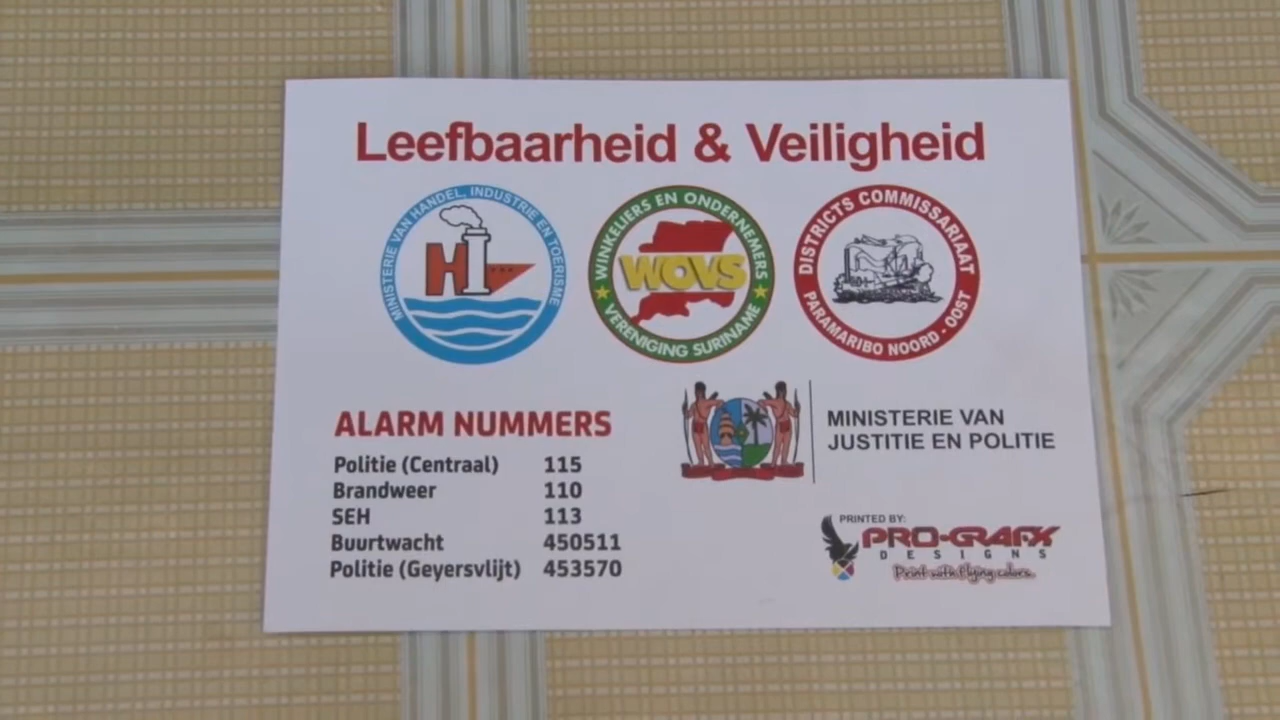 Leefbaarheid & Veiligheid
MINISTERIE VAN HANDEL, INDUSTRIE EN TOERISME
HI
WINKELIERS EN ONDERNEMERS
WOVS
VERENIGING SURINAME
DISTRICTS COMMISSARIAAT
PARAMARIBO NOORD - OOST
ALARM NUMMERS
Politie (Centraal) 115
Brandweer 110
SEH 113
Buurtwacht 450511
Politie (Geyersvlijt) 453570
MINISTERIE VAN
JUSTITIE EN POLITIE
PRINTED BY:
PRO-GRAFX
DESIGNS
Print with flying colors.